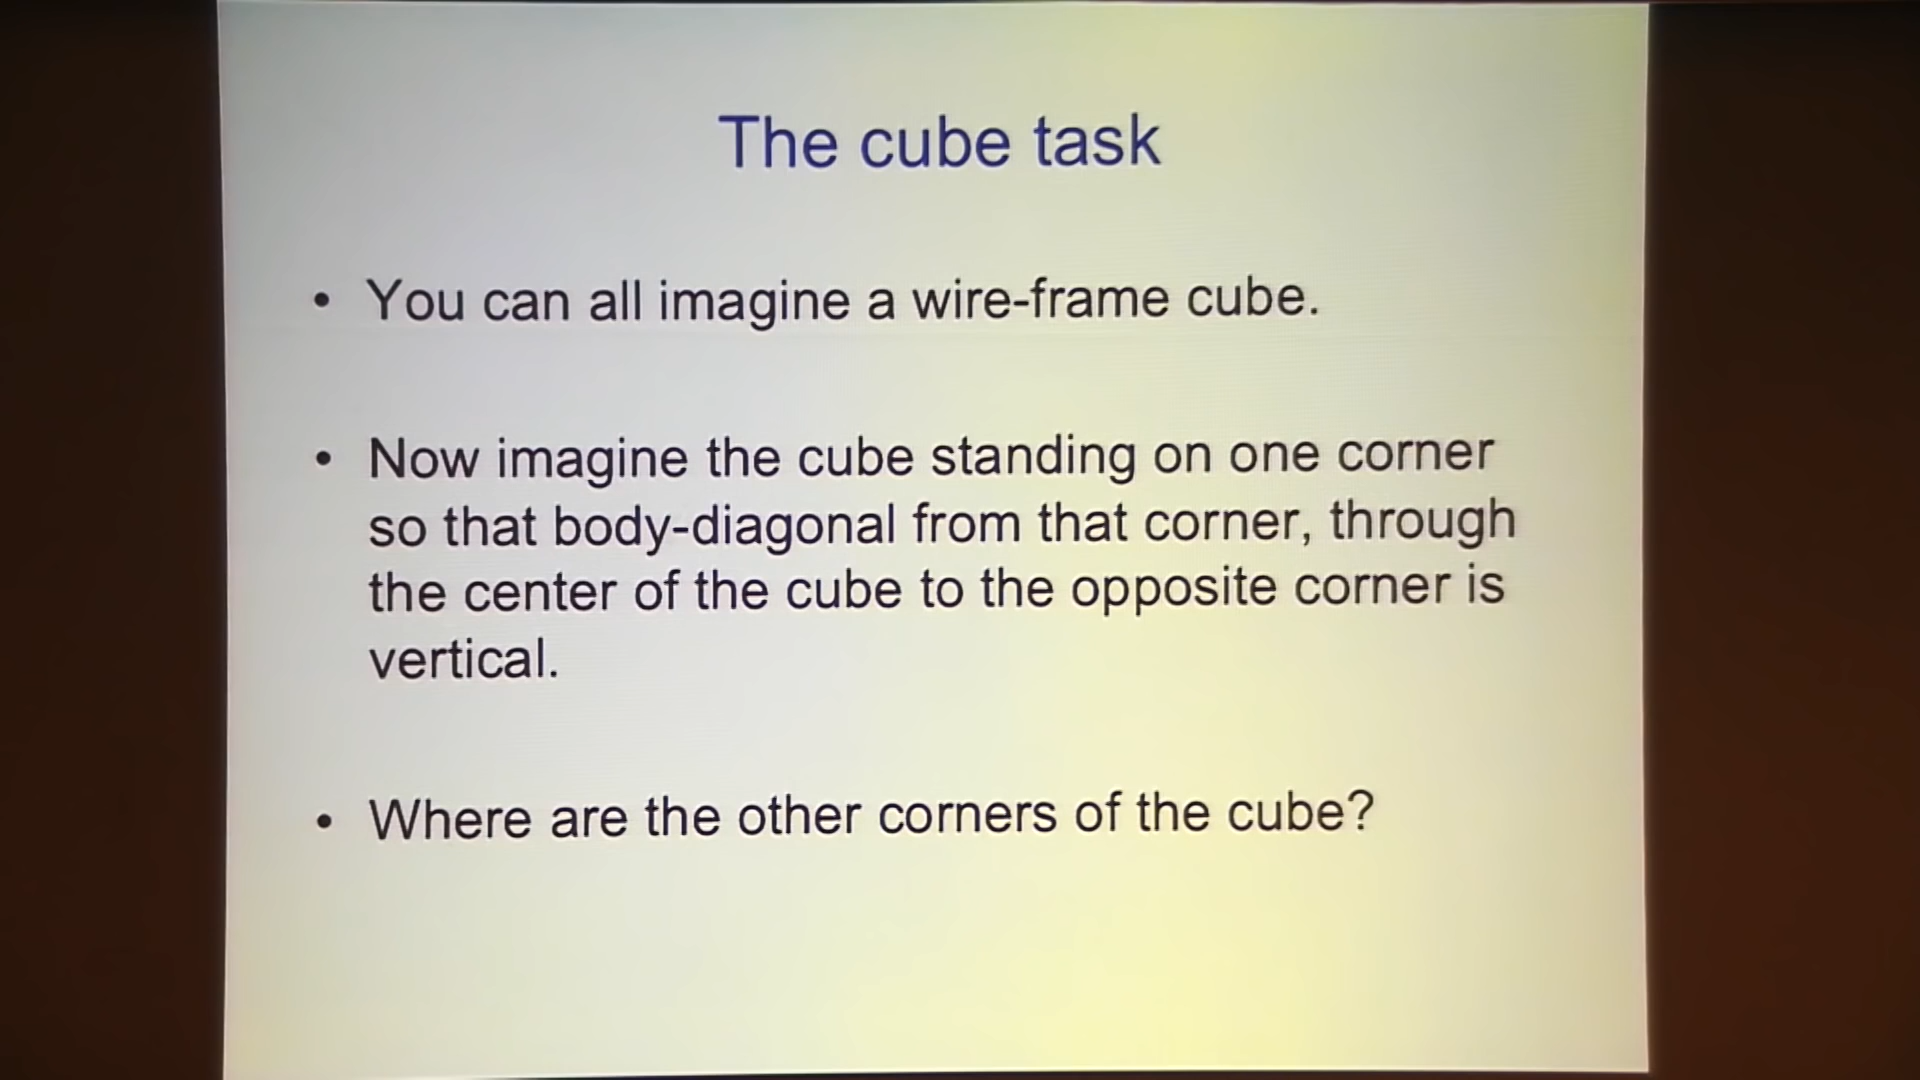 The cube task
• You can all imagine a wire-frame cube.
• Now imagine the cube standing on one corner
so that body-diagonal from that corner, through
the center of the cube to the opposite corner is
vertical.
• Where are the other corners of the cube?